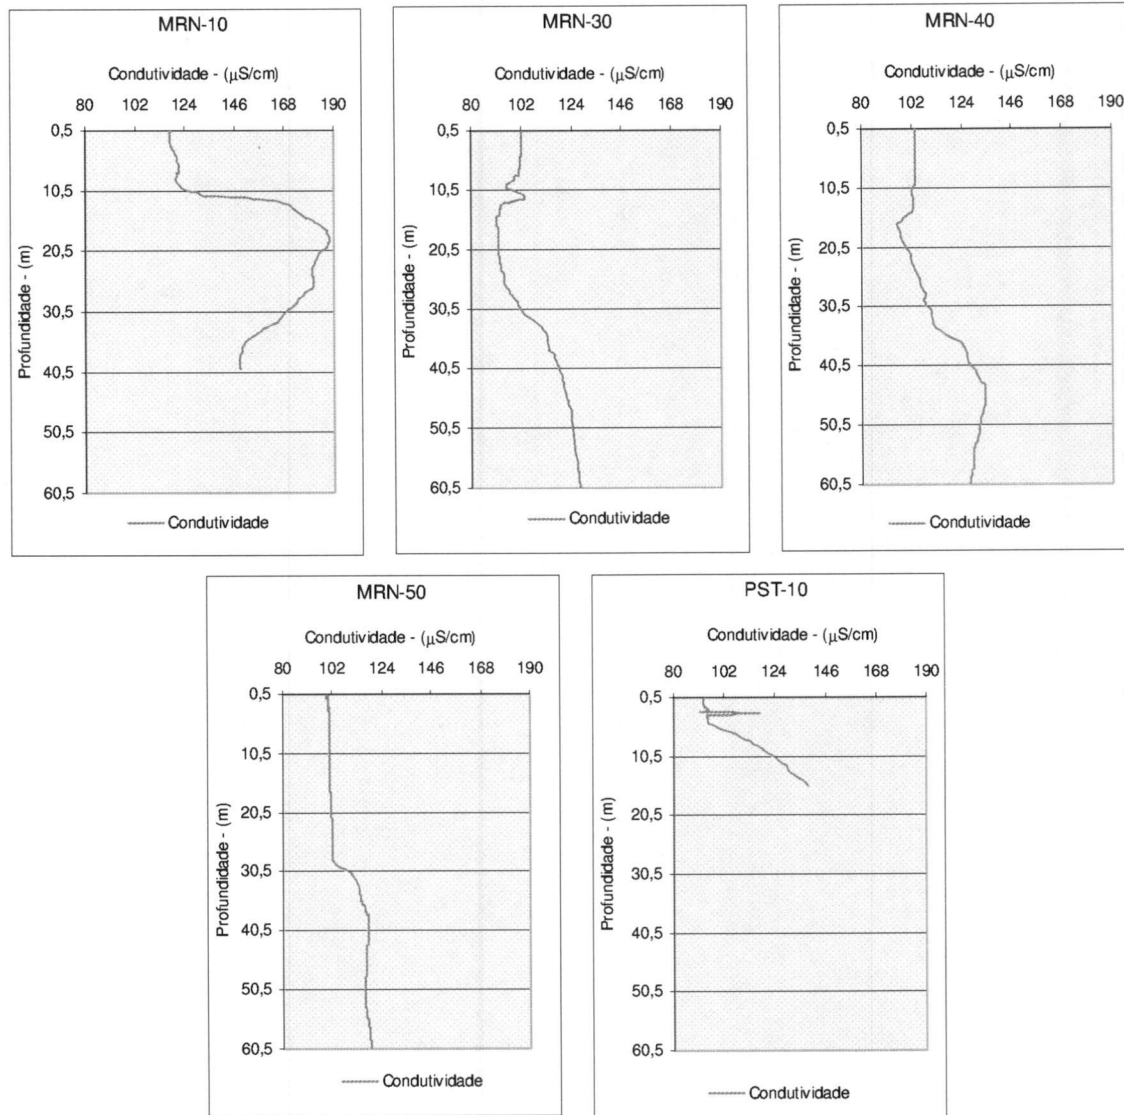 MRN-10
Condutividade - (µS/cm)
80 102 124 146 168 190
0,5
10,5
20,5
30,5
40,5
50,5
60,5
Profundidade - (m)
Condutividade
MRN-30
Condutividade - (µS/cm)
80 102 124 146 168 190
0,5
10,5
20,5
30,5
40,5
50,5
60,5
Profundidade - (m)
Condutividade
MRN-40
Condutividade - (µS/cm)
80 102 124 146 168 190
0,5
10,5
20,5
30,5
40,5
50,5
60,5
Profundidade - (m)
Condutividade
MRN-50
Condutividade - (µS/cm)
80 102 124 146 168 190
0,5
10,5
20,5
30,5
40,5
50,5
60,5
Profundidade - (m)
Condutividade
PST-10
Condutividade - (µS/cm)
80 102 124 146 168 190
0,5
10,5
20,5
30,5
40,5
50,5
60,5
Profundidade - (m)
Condutividade